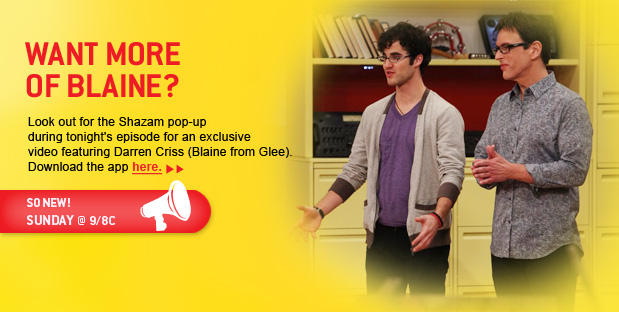 WANT MORE
OF BLAINE?
Look out for the Shazam pop-up
during tonight's episode for an exclusive
video featuring Darren Criss (Blaine from Glee).
Download the app here.
SO NEW!
SUNDAY @ 9/8C